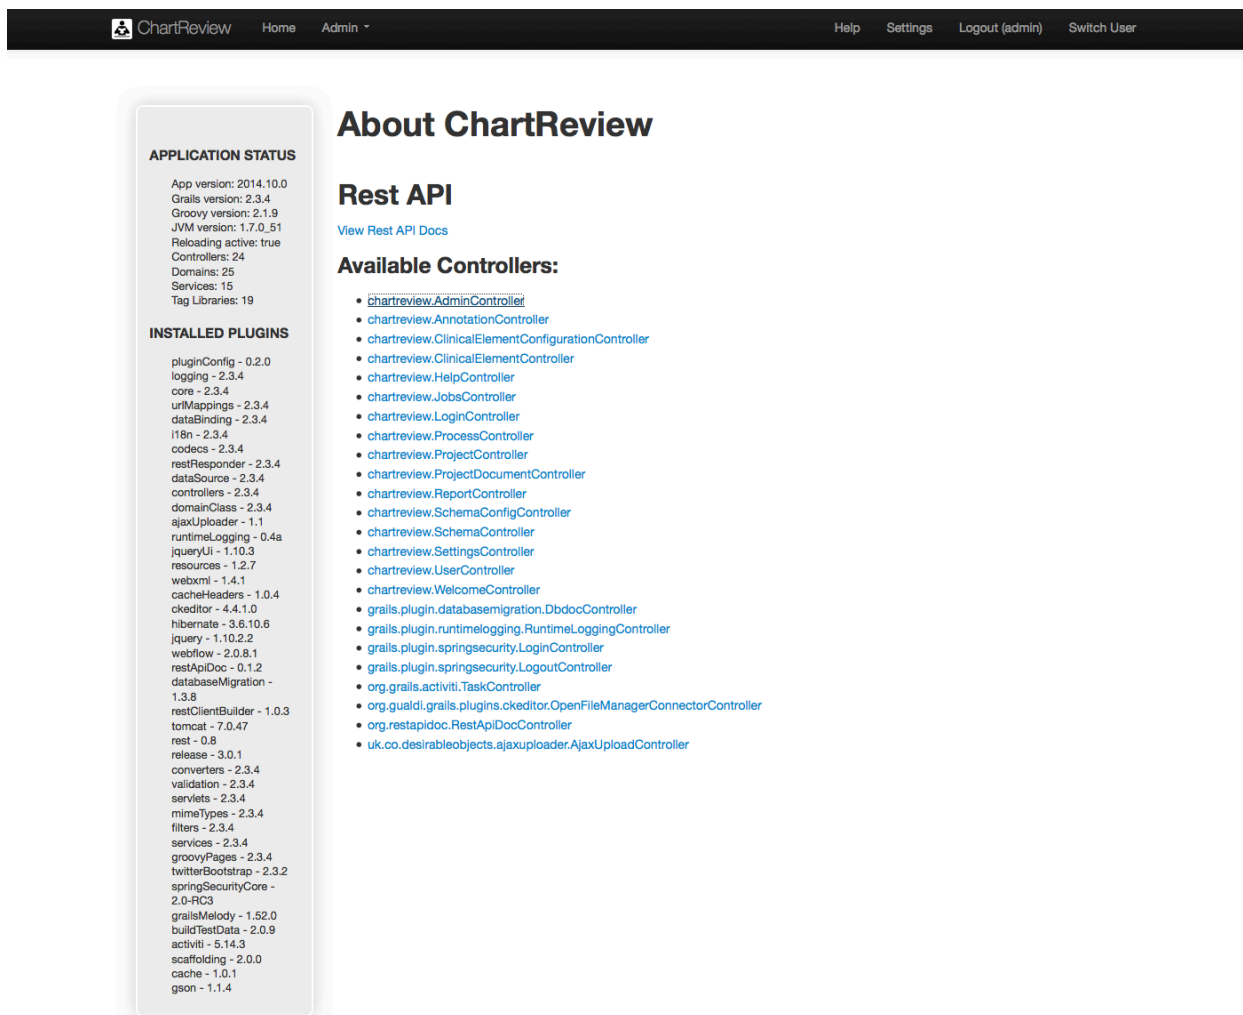 ChartReview Home Admin Help Settings Logout (admin) Switch User
APPLICATION STATUS
App version: 2014.10.0
Grails version: 2.3.4
Groovy version: 2.1.9
JVM version: 1.7.0_51
Reloading active: true
Controllers: 24
Domains: 25
Services: 15
Tag Libraries: 19
INSTALLED PLUGINS
pluginConfig - 0.2.0
logging - 2.3.4
core - 2.3.4
urlMappings - 2.3.4
dataBinding - 2.3.4
i18n - 2.3.4
codecs - 2.3.4
restResponder - 2.3.4
dataSource - 2.3.4
controllers - 2.3.4
domainClass - 2.3.4
ajaxUploader - 1.1
runtimeLogging - 0.4a
jqueryUi - 1.10.3
resources - 1.2.7
webxml - 1.4.1
cacheHeaders - 1.0.4
ckeditor - 4.4.1.0
hibernate - 3.6.10.6
jquery - 1.10.2.2
webflow - 2.0.8.1
restApiDoc - 0.1.2
databaseMigration -
1.3.8
restClientBuilder - 1.0.3
tomcat - 7.0.47
rest - 0.8
release - 3.0.1
converters - 2.3.4
validation - 2.3.4
servlets - 2.3.4
mimeTypes - 2.3.4
filters - 2.3.4
services - 2.3.4
groovyPages - 2.3.4
twitterBootstrap - 2.3.2
springSecurityCore -
2.0-RC3
grailsMelody - 1.52.0
buildTestData - 2.0.9
activiti - 5.14.3
scaffolding - 2.0.0
cache - 1.0.1
gson - 1.1.4
About ChartReview
Rest API
View Rest API Docs
Available Controllers:
chartreview.AdminController
chartreview.AnnotationController
chartreview.ClinicalElementConfigurationController
chartreview.ClinicalElementController
chartreview.HelpController
chartreview.JobsController
chartreview.LoginController
chartreview.ProcessController
chartreview.ProjectController
chartreview.ProjectDocumentController
chartreview.ReportController
chartreview.SchemaConfigController
chartreview.SchemaController
chartreview.SettingsController
chartreview.UserController
chartreview.WelcomeController
grails.plugin.databasemigration.DbdocController
grails.plugin.runtimelogging.RuntimeLoggingController
grails.plugin.springsecurity.LoginController
grails.plugin.springsecurity.LogoutController
org.grails.activiti.TaskController
org.gualdi.grails.plugins.ckeditor.OpenFileManagerConnectorController
org.restapidoc.RestApiDocController
uk.co.desirableobjects.ajaxuploader.AjaxUploadController